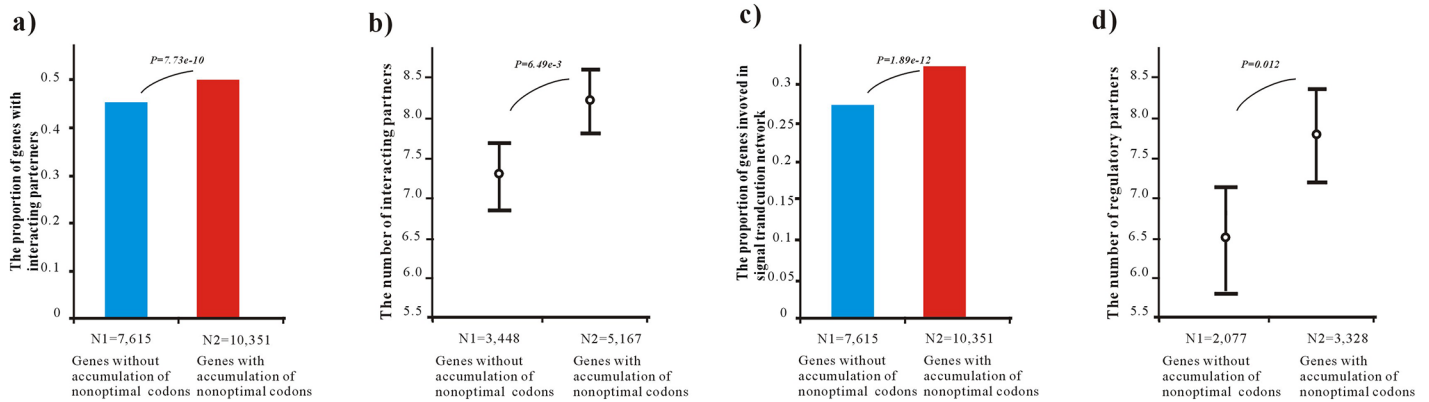 a)
The proportion of genes with
interacting parterners
0.5
0.4
0.3
0.2
0.1
0
P=7.73e-10
N1=7,615
N2=10,351
Genes without
accumulation of
nonoptimal codons
Genes with
accumulation of
nonoptimal codons
b)
The number of interacting partners
8.5
8.0
7.5
7.0
6.5
6.0
5.5
P=6.49e-3
N1=3,448
N2=5,167
Genes without
accumulation of
nonoptimal codons
Genes with
accumulation of
nonoptimal codons
c)
The proportion of genes invoved in
signal trandcution network
0.3
0.25
0.2
0.15
0.1
0.05
0
P=1.89e-12
N1=7,615
N2=10,351
Genes without
accumulation of
nonoptimal codons
Genes with
accumulation of
nonoptimal codons
d)
The number of regulatory partners
8.5
8.0
7.5
7.0
6.5
6.0
5.5
P=0.012
N1=2,077
N2=3,328
Genes without
accumulation of
nonoptimal codons
Genes with
accumulation of
nonoptimal codons